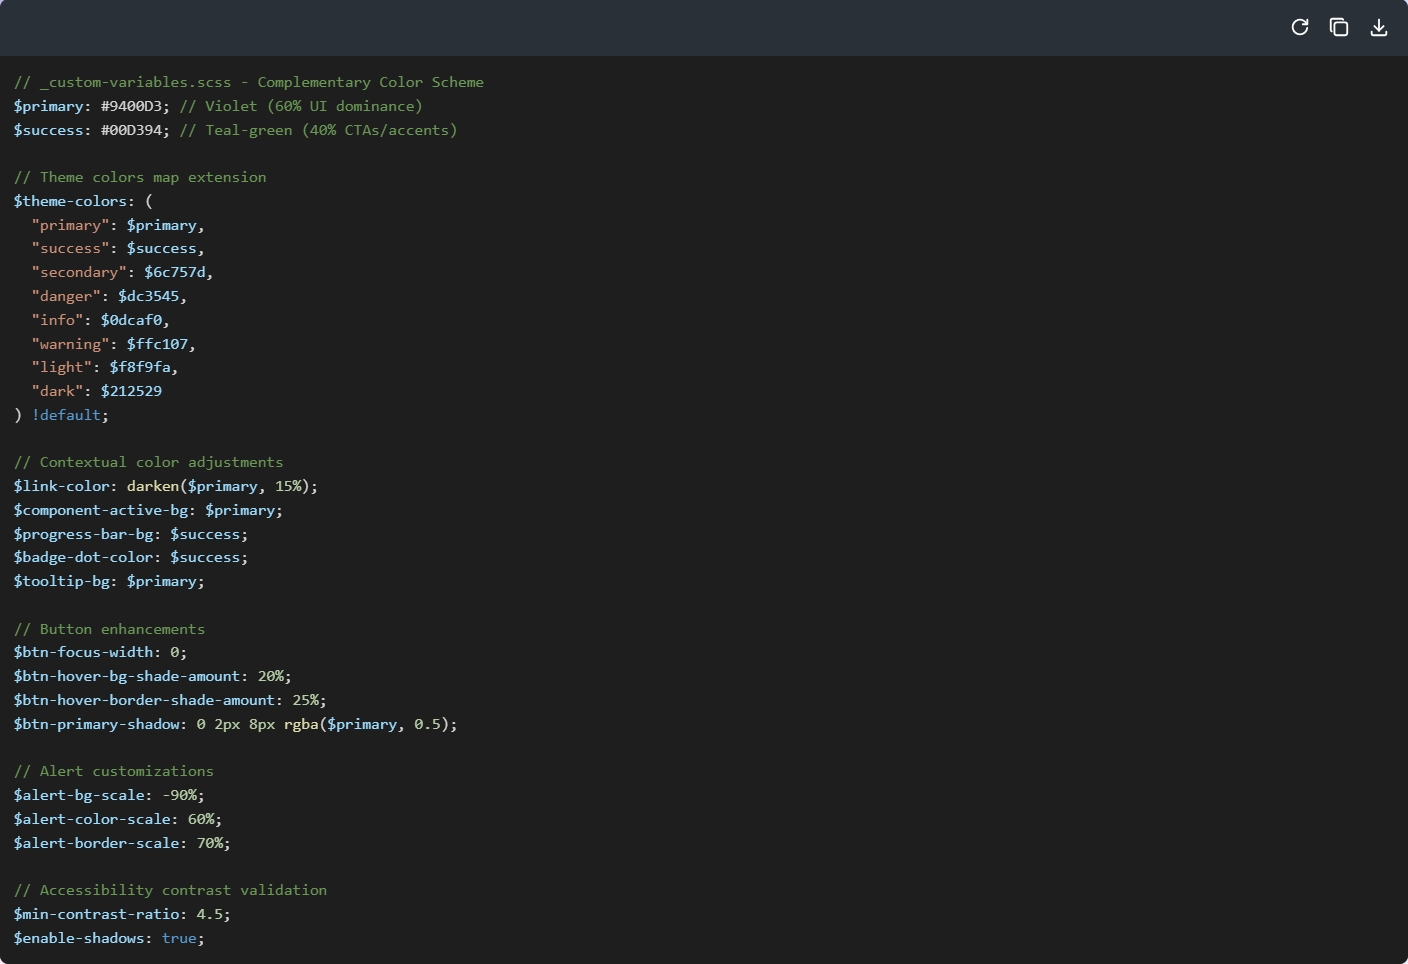 // _custom-variables.scss - Complementary Color Scheme
$primary: #9400D3; // Violet (60% UI dominance)
$success: #00D394; // Teal-green (40% CTAs/accents)

// Theme colors map extension
$theme-colors: (
  "primary": $primary,
  "success": $success,
  "secondary": $6c757d,
  "danger": $dc3545,
  "info": $0dcaf0,
  "warning": $ffc107,
  "light": $f8f9fa,
  "dark": $212529
) !default;

// Contextual color adjustments
$link-color: darken($primary, 15%);
$component-active-bg: $primary;
$progress-bar-bg: $success;
$badge-dot-color: $success;
$tooltip-bg: $primary;

// Button enhancements
$btn-focus-width: 0;
$btn-hover-bg-shade-amount: 20%;
$btn-hover-border-shade-amount: 25%;
$btn-primary-shadow: 0 2px 8px rgba($primary, 0.5);

// Alert customizations
$alert-bg-scale: -90%;
$alert-color-scale: 60%;
$alert-border-scale: 70%;

// Accessibility contrast validation
$min-contrast-ratio: 4.5;
$enable-shadows: true;